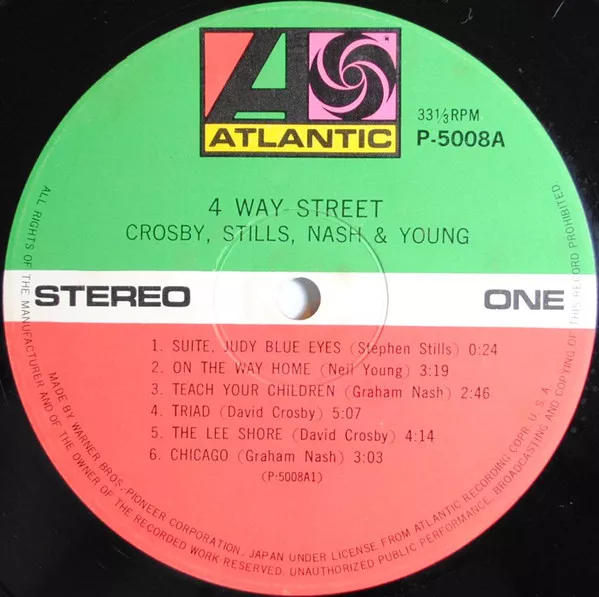 ATLANTIC
33⅓RPM
P-5008A
4 WAY STREET
CROSBY, STILLS, NASH & YOUNG
STEREO
ONE
1. SUITE, JUDY BLUE EYES (Stephen Stills) 0:24
2. ON THE WAY HOME (Neil Young) 3:19
3. TEACH YOUR CHILDREN (Graham Nash) 2:46
4. TRIAD (David Crosby) 5:07
5. THE LEE SHORE (David Crosby) 4:14
6. CHICAGO (Graham Nash) 3:03
(P-5008A1)
MADE BY WARNER BROS.-PIONEER CORPORATION, JAPAN UNDER LICENSE FROM ATLANTIC RECORDING COPR. U. S. A.
ALL RIGHTS OF THE MANUFACTURER AND OF THE OWNER OF THE RECORDED WORK RESERVED. UNAUTHORIZED PUBLIC PERFORMANCE, BROADCASTING AND COPYING OF THIS RECORD PROHIBITED.